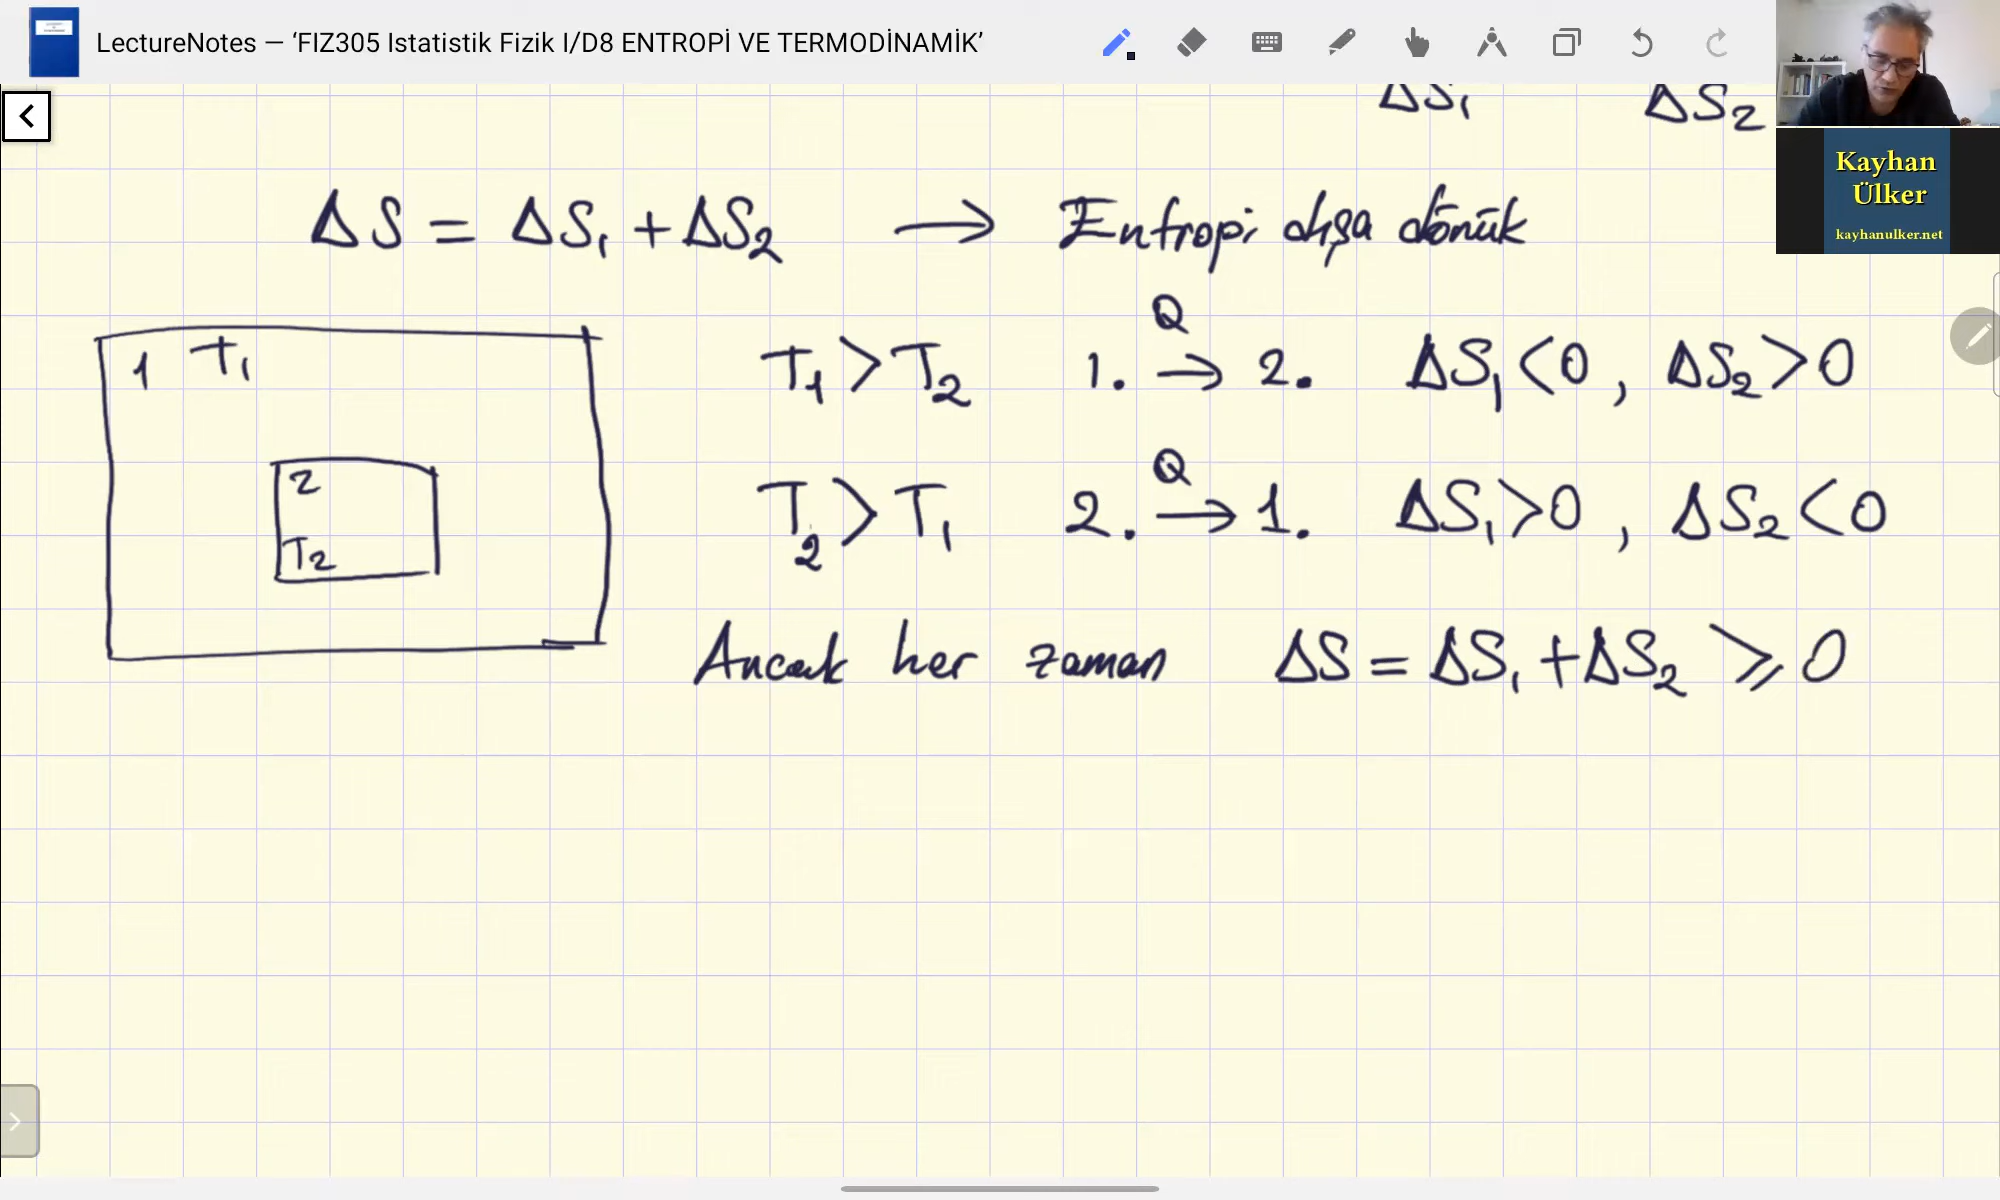 LectureNotes — ‘FIZ305 Istatistik Fizik I/D8 ENTROPİ VE TERMODİNAMİK’
ΔS₁ ΔS₂
Kayhan
Ülker
kayhanulker.net
ΔS = ΔS₁ + ΔS₂ → Entropi dışa dönük
1 T₁
2
T₂
T₁ > T₂ 1. →Q 2. ΔS₁ < 0 , ΔS₂ > 0
T₂ > T₁ 2. →Q 1. ΔS₁ > 0 , ΔS₂ < 0
Ancak her zaman ΔS = ΔS₁ + ΔS₂ ⩾ 0